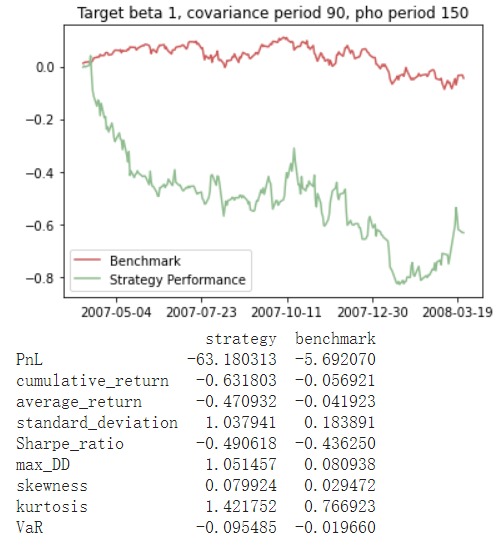 Target beta 1, covariance period 90, pho period 150
0.0
−0.2
−0.4
−0.6
−0.8
Benchmark
Strategy Performance
2007-05-04 2007-07-23 2007-10-11 2007-12-30 2008-03-19
strategy benchmark
PnL -63.180313 -5.692070
cumulative_return -0.631803 -0.056921
average_return -0.470932 -0.041923
standard_deviation 1.037941 0.183891
Sharpe_ratio -0.490618 -0.436250
max_DD 1.051457 0.080938
skewness 0.079924 0.029472
kurtosis 1.421752 0.766923
VaR -0.095485 -0.019660